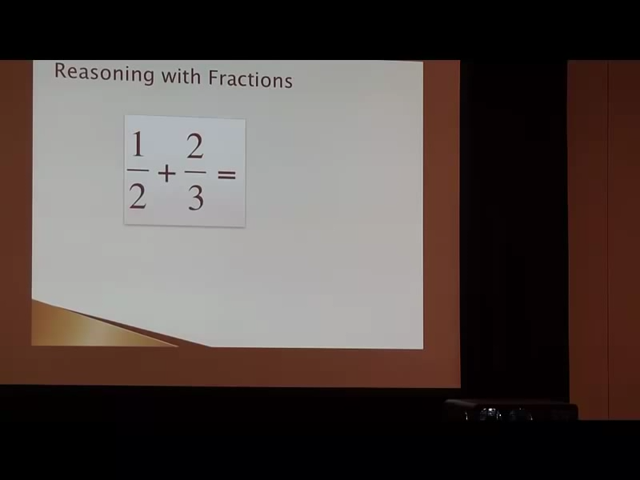 Reasoning with Fractions
1/2 + 2/3 =